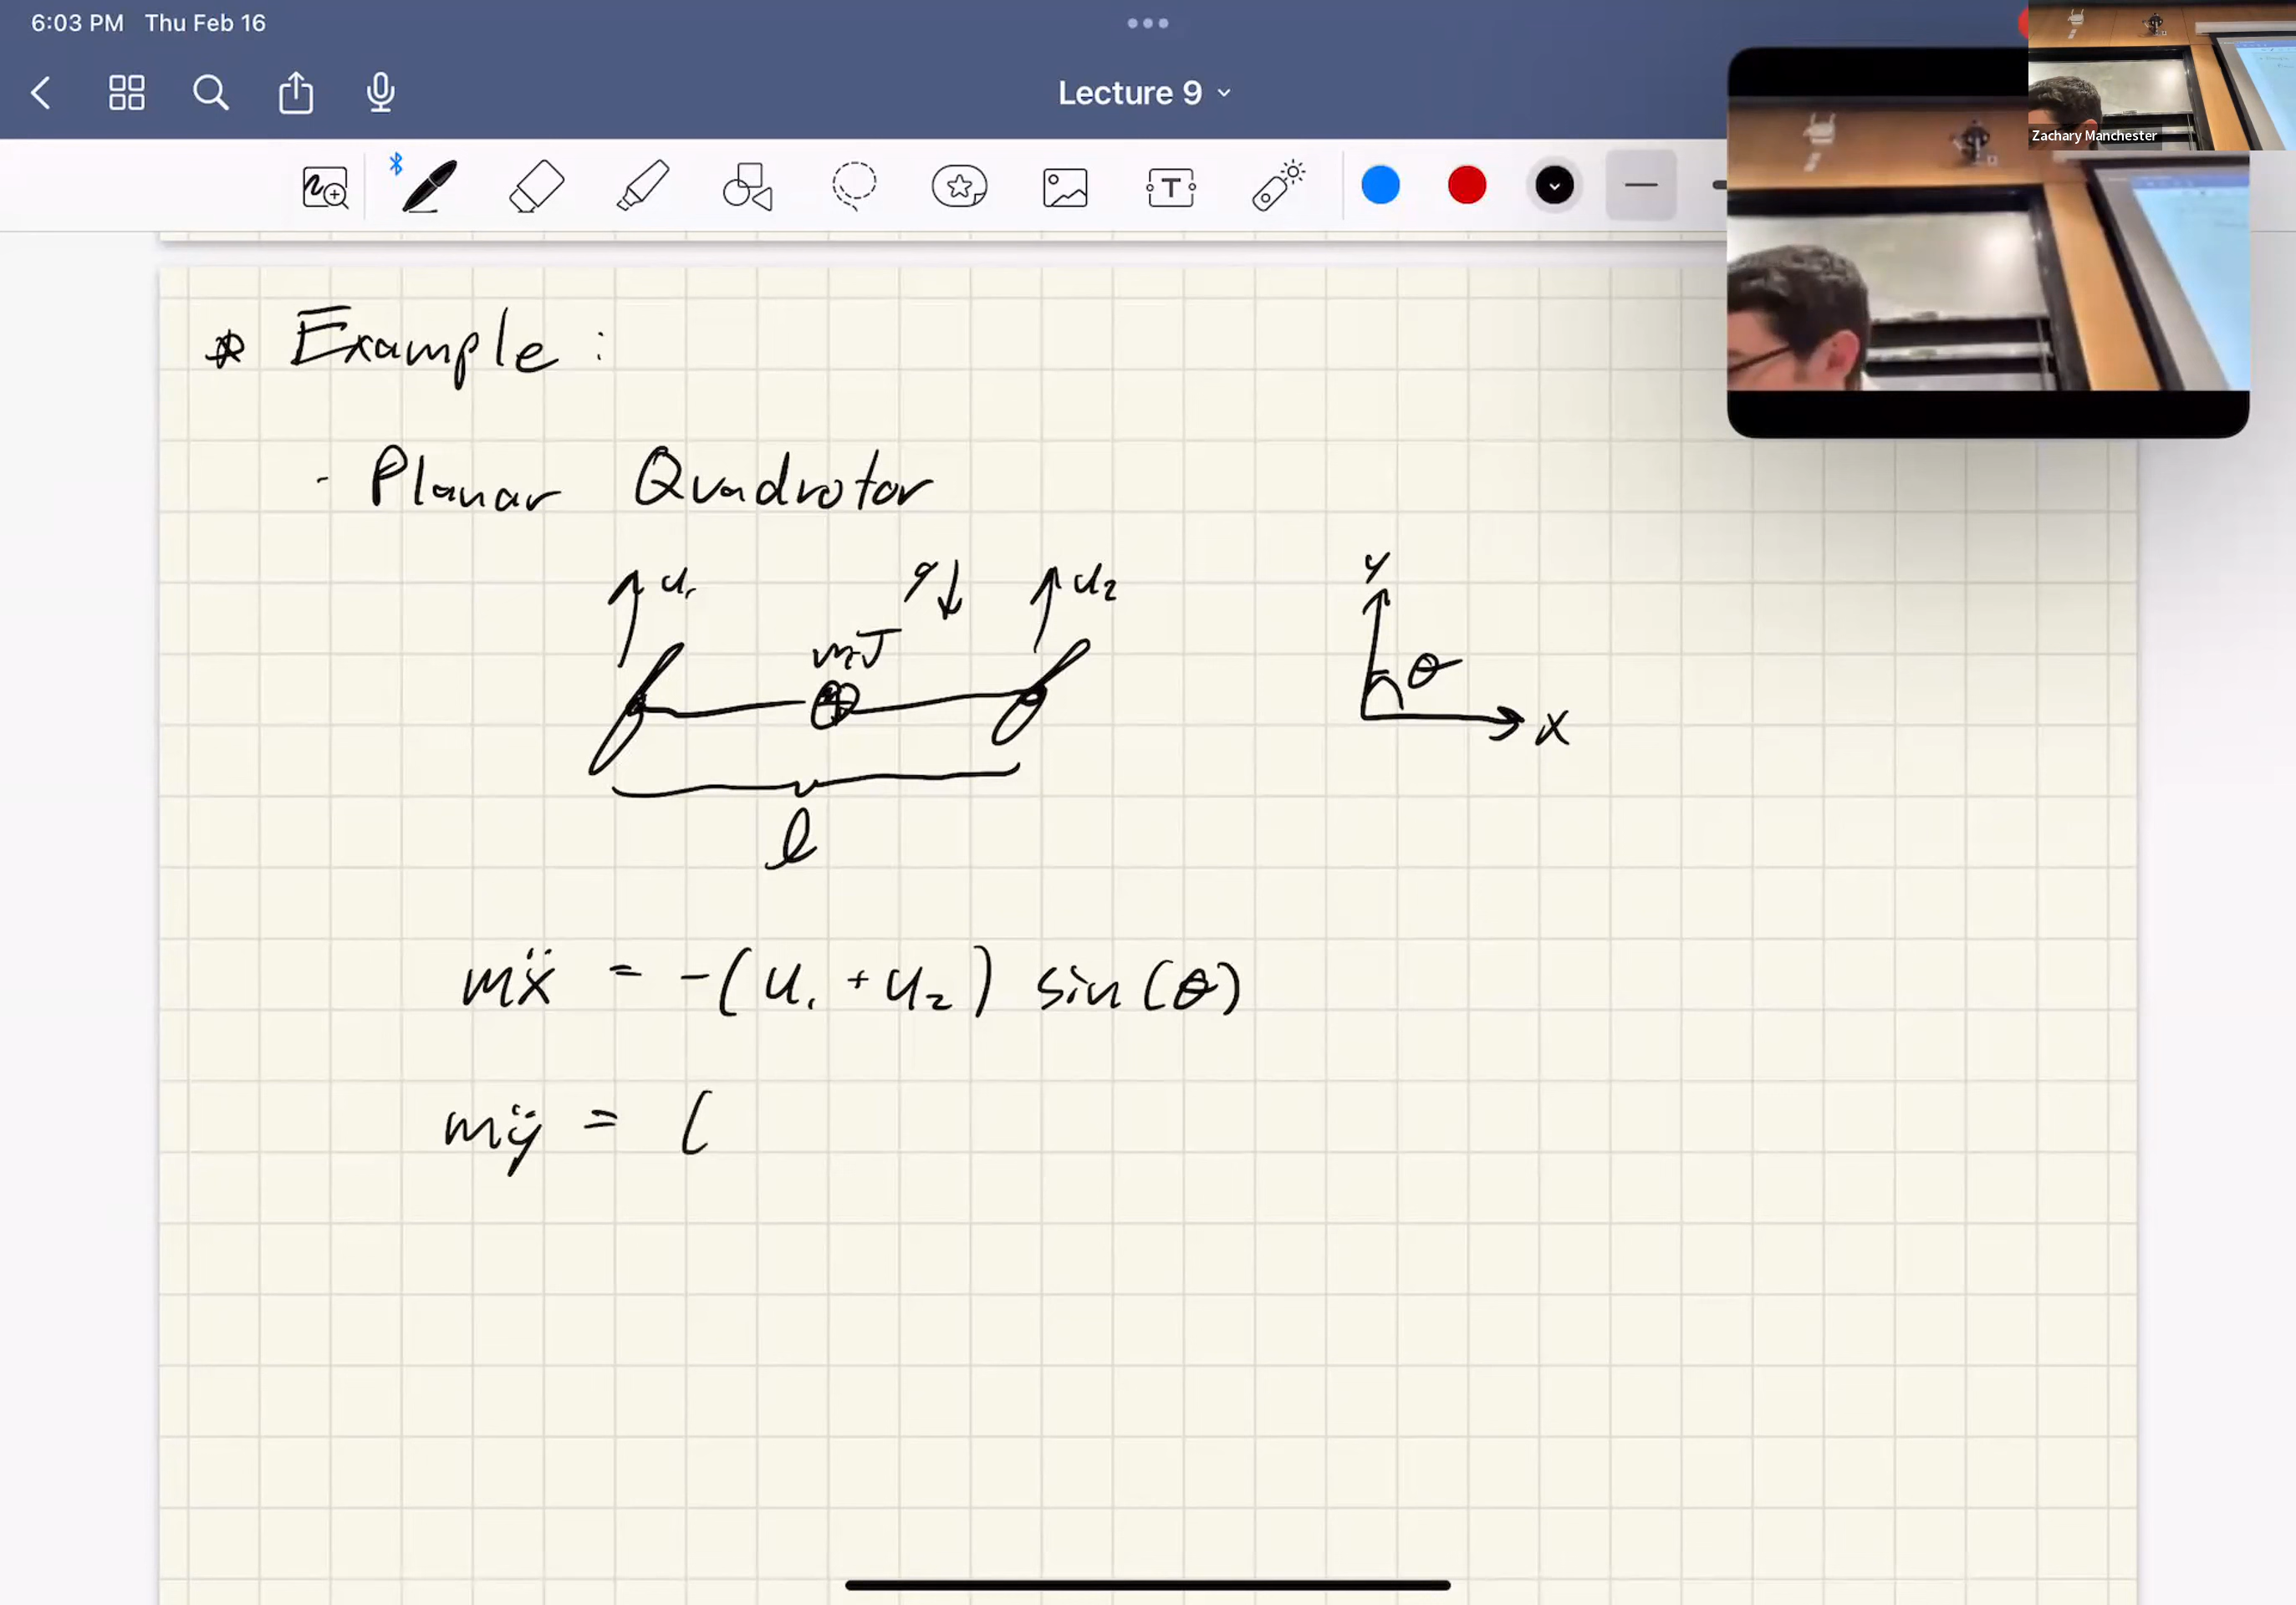 6:03 PM Thu Feb 16
Lecture 9
Zachary Manchester
T
* Example :
- Planar Quadrotor
u₁ g u₂
m J
l
y
θ
x
mẍ = -(u₁ + u₂) sin(θ)
mÿ = (